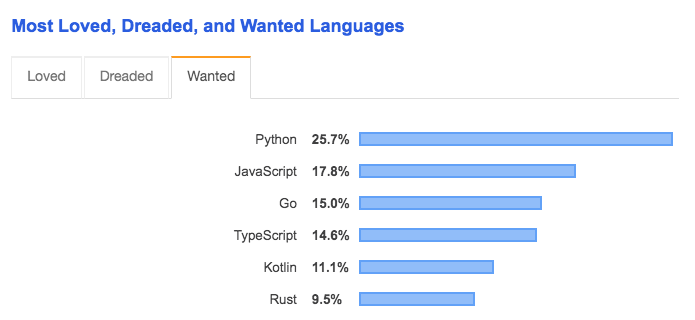 Most Loved, Dreaded, and Wanted Languages
Loved Dreaded Wanted
Python 25.7%
JavaScript 17.8%
Go 15.0%
TypeScript 14.6%
Kotlin 11.1%
Rust 9.5%